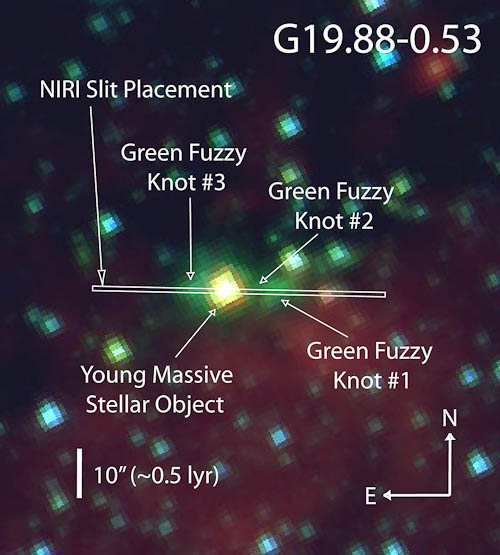 G19.88-0.53
NIRI Slit Placement
Green Fuzzy
Knot #3
Green Fuzzy
Knot #2
Green Fuzzy
Knot #1
Young Massive
Stellar Object
10” (~0.5 lyr)
N
E